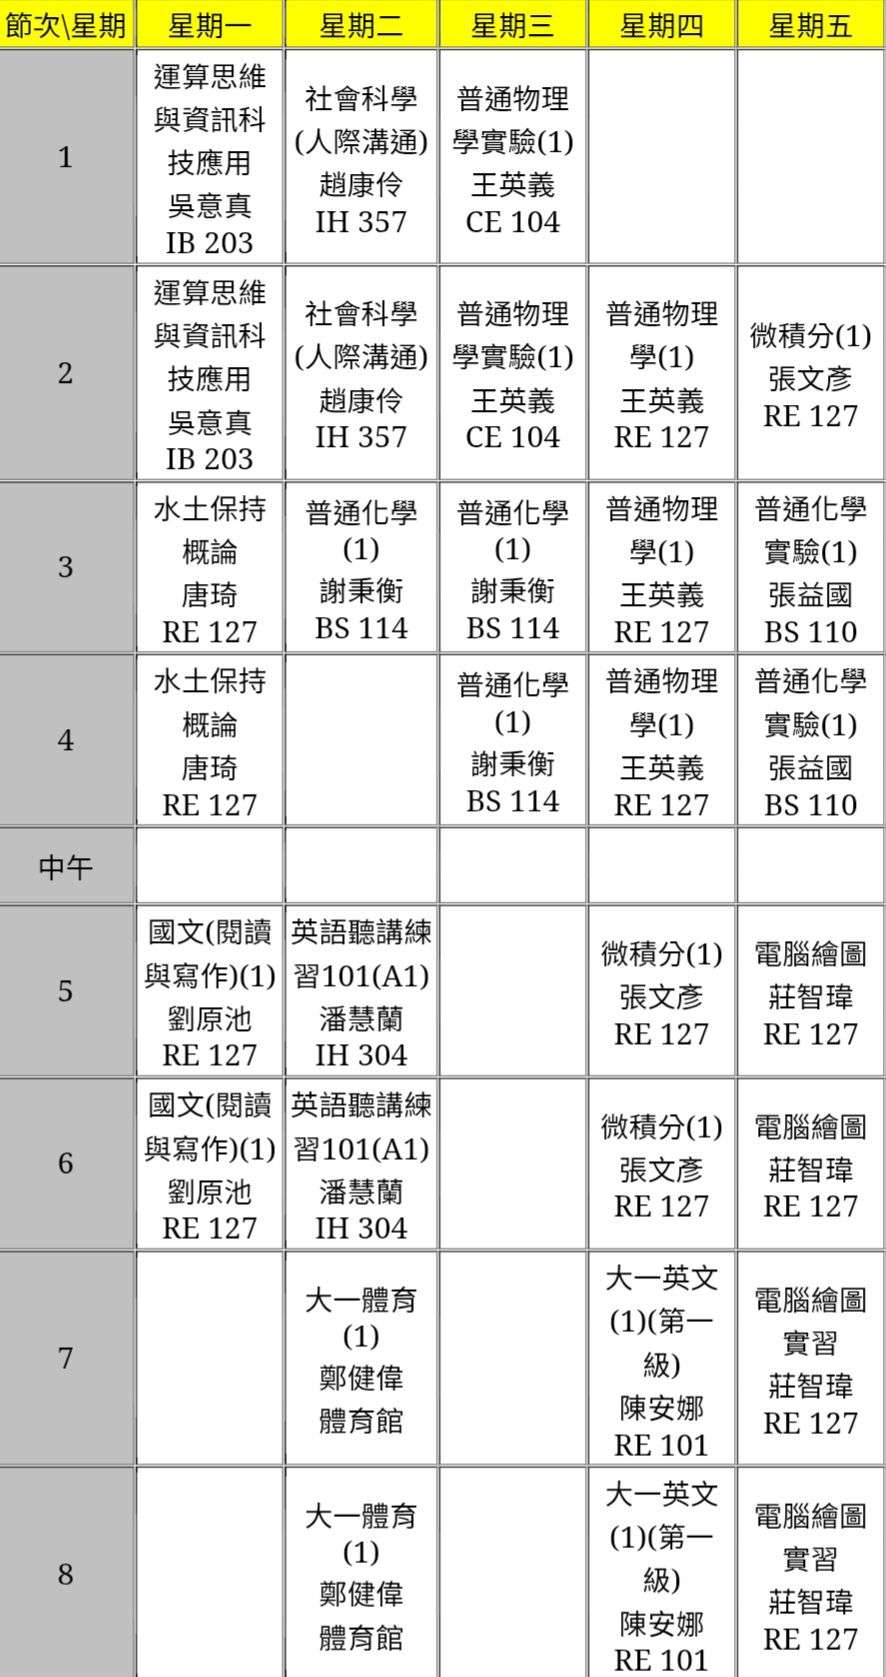 節次\星期 星期一 星期二 星期三 星期四 星期五
1
運算思維
與資訊科
技應用
吳意真
IB 203
社會科學
(人際溝通)
趙康伶
IH 357
普通物理
學實驗(1)
王英義
CE 104
2
運算思維
與資訊科
技應用
吳意真
IB 203
社會科學
(人際溝通)
趙康伶
IH 357
普通物理
學實驗(1)
王英義
CE 104
普通物理
學(1)
王英義
RE 127
微積分(1)
張文彥
RE 127
3
水土保持
概論
唐琦
RE 127
普通化學
(1)
謝秉衡
BS 114
普通化學
(1)
謝秉衡
BS 114
普通物理
學(1)
王英義
RE 127
普通化學
實驗(1)
張益國
BS 110
4
水土保持
概論
唐琦
RE 127
普通化學
(1)
謝秉衡
BS 114
普通物理
學(1)
王英義
RE 127
普通化學
實驗(1)
張益國
BS 110
中午
5
國文(閱讀
與寫作)(1)
劉原池
RE 127
英語聽講練
習101(A1)
潘慧蘭
IH 304
微積分(1)
張文彥
RE 127
電腦繪圖
莊智瑋
RE 127
6
國文(閱讀
與寫作)(1)
劉原池
RE 127
英語聽講練
習101(A1)
潘慧蘭
IH 304
微積分(1)
張文彥
RE 127
電腦繪圖
莊智瑋
RE 127
7
大一體育
(1)
鄭健偉
體育館
大一英文
(1)(第一
級)
陳安娜
RE 101
電腦繪圖
實習
莊智瑋
RE 127
8
大一體育
(1)
鄭健偉
體育館
大一英文
(1)(第一
級)
陳安娜
RE 101
電腦繪圖
實習
莊智瑋
RE 127